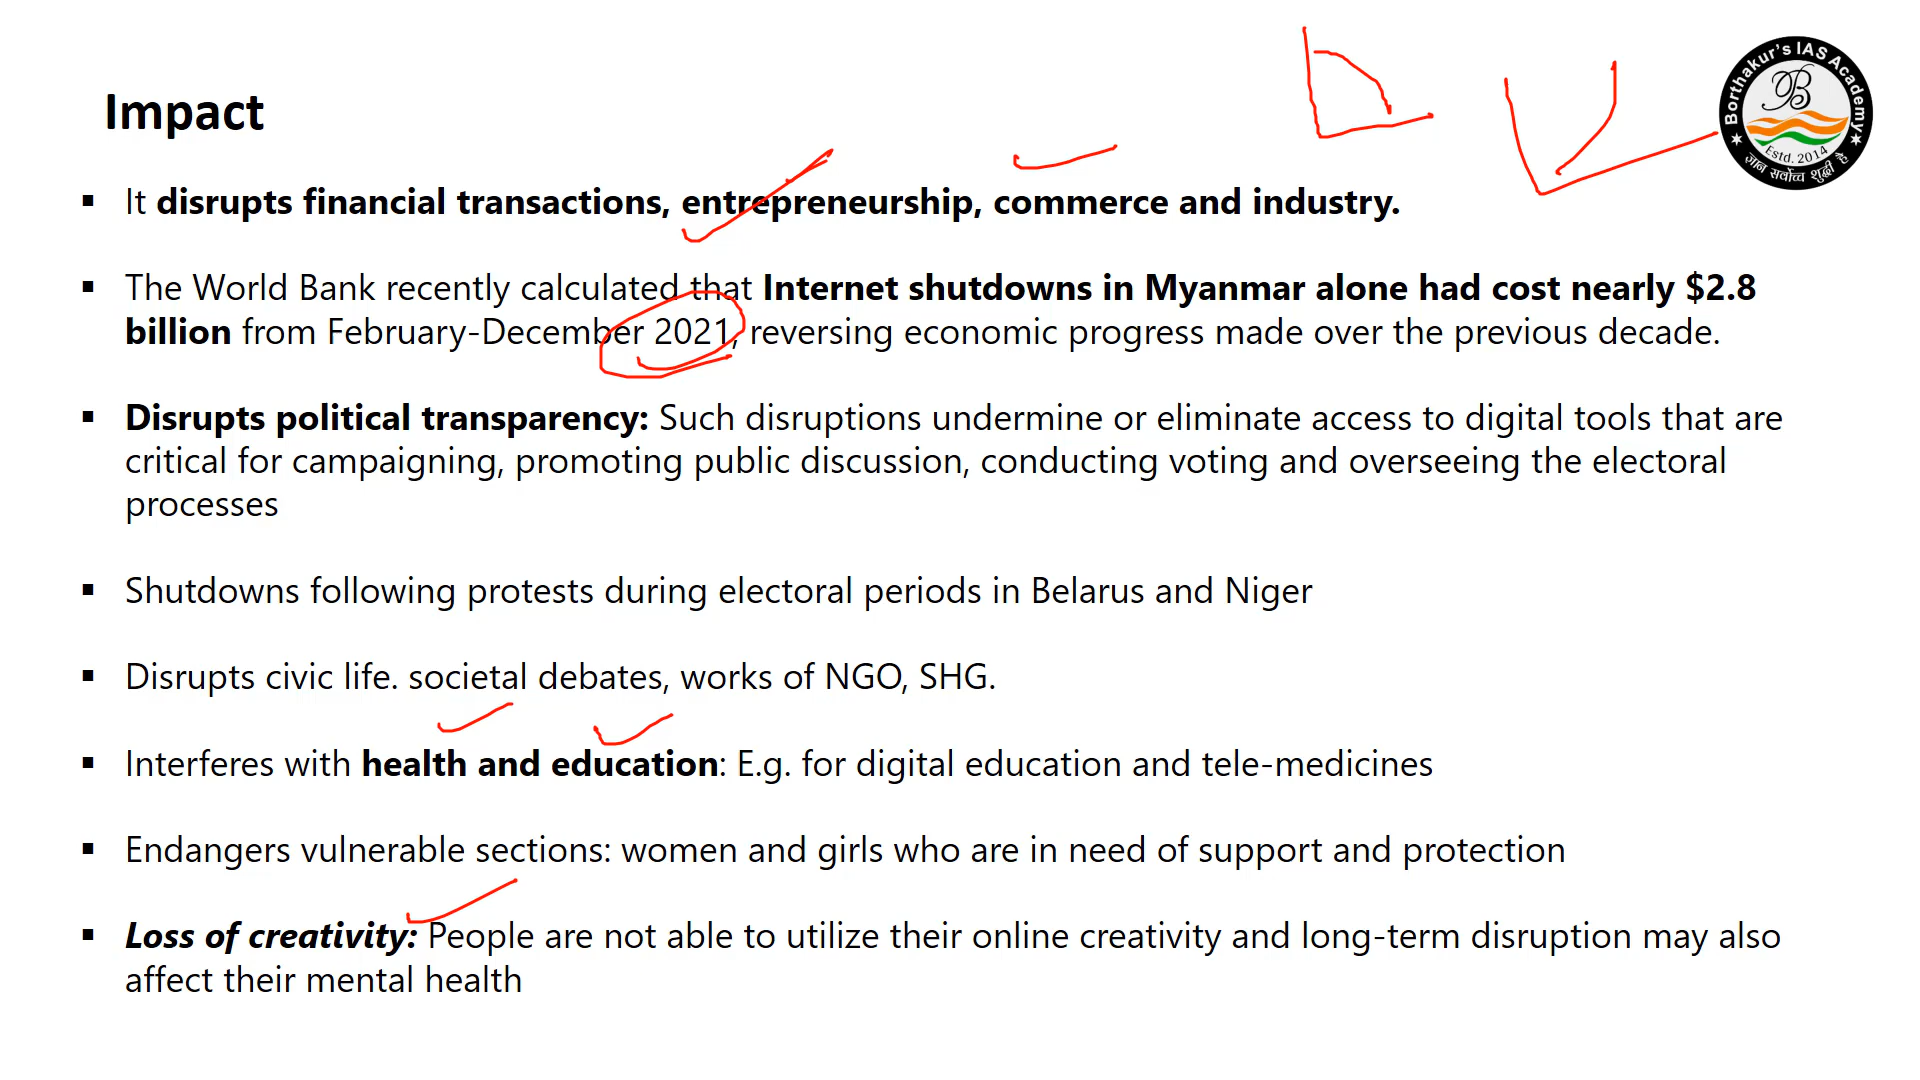 Impact
Borthakur's IAS Academy
Estd. 2014
ज्ञान सर्वोच्च शुद्धी है
▪ It disrupts financial transactions, entrepreneurship, commerce and industry.
▪ The World Bank recently calculated that Internet shutdowns in Myanmar alone had cost nearly $2.8
billion from February-December 2021, reversing economic progress made over the previous decade.
▪ Disrupts political transparency: Such disruptions undermine or eliminate access to digital tools that are
critical for campaigning, promoting public discussion, conducting voting and overseeing the electoral
processes
▪ Shutdowns following protests during electoral periods in Belarus and Niger
▪ Disrupts civic life. societal debates, works of NGO, SHG.
▪ Interferes with health and education: E.g. for digital education and tele-medicines
▪ Endangers vulnerable sections: women and girls who are in need of support and protection
▪ Loss of creativity: People are not able to utilize their online creativity and long-term disruption may also
affect their mental health